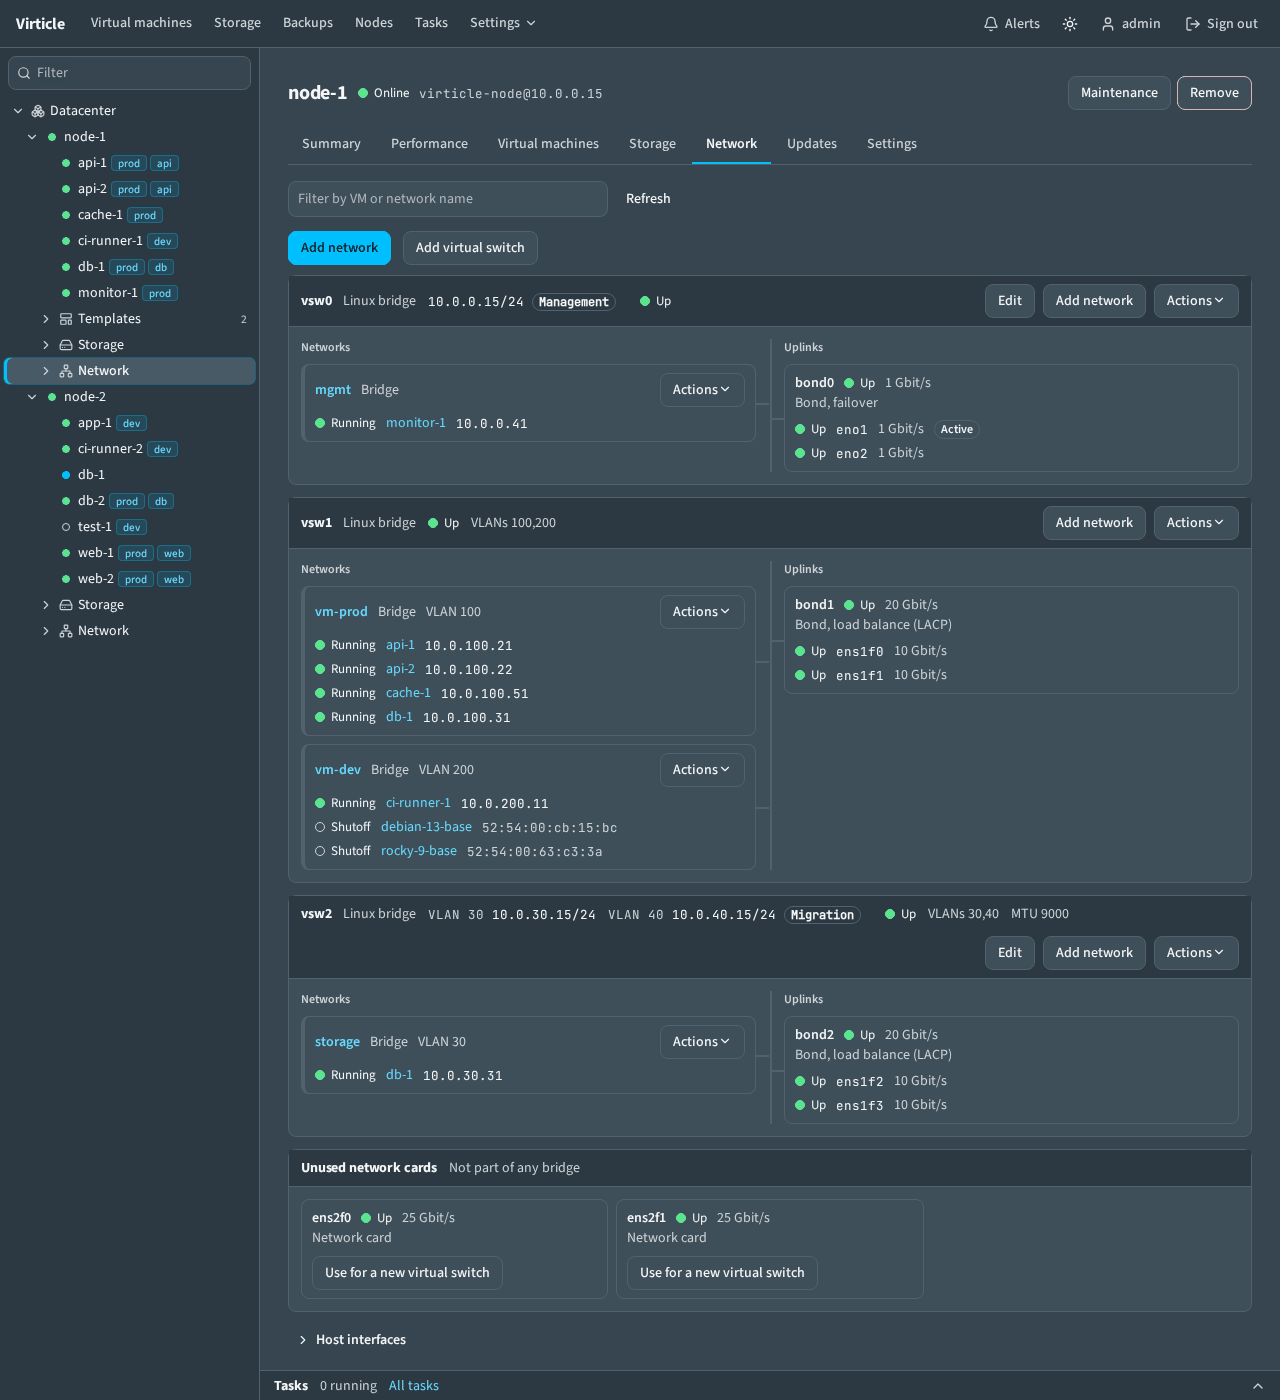 Virticle Virtual machines Storage Backups Nodes Tasks Settings Alerts admin Sign out
Filter
Datacenter
node-1
api-1 prod api
api-2 prod api
cache-1 prod
ci-runner-1 dev
db-1 prod db
monitor-1 prod
Templates 2
Storage
Network
node-2
app-1 dev
ci-runner-2 dev
db-1
db-2 prod db
test-1 dev
web-1 prod web
web-2 prod web
Storage
Network
node-1 Online virticle-node@10.0.0.15 Maintenance Remove
Summary Performance Virtual machines Storage Network Updates Settings
Filter by VM or network name Refresh
Add network Add virtual switch
vsw0 Linux bridge 10.0.0.15/24 Management Up Edit Add network Actions
Networks
mgmt Bridge Actions
Running monitor-1 10.0.0.41
Uplinks
bond0 Up 1 Gbit/s
Bond, failover
Up eno1 1 Gbit/s Active
Up eno2 1 Gbit/s
vsw1 Linux bridge Up VLANs 100,200 Add network Actions
Networks
vm-prod Bridge VLAN 100 Actions
Running api-1 10.0.100.21
Running api-2 10.0.100.22
Running cache-1 10.0.100.51
Running db-1 10.0.100.31
vm-dev Bridge VLAN 200 Actions
Running ci-runner-1 10.0.200.11
Shutoff debian-13-base 52:54:00:cb:15:bc
Shutoff rocky-9-base 52:54:00:63:c3:3a
Uplinks
bond1 Up 20 Gbit/s
Bond, load balance (LACP)
Up ens1f0 10 Gbit/s
Up ens1f1 10 Gbit/s
vsw2 Linux bridge VLAN 30 10.0.30.15/24 VLAN 40 10.0.40.15/24 Migration Up VLANs 30,40 MTU 9000
Edit Add network Actions
Networks
storage Bridge VLAN 30 Actions
Running db-1 10.0.30.31
Uplinks
bond2 Up 20 Gbit/s
Bond, load balance (LACP)
Up ens1f2 10 Gbit/s
Up ens1f3 10 Gbit/s
Unused network cards Not part of any bridge
ens2f0 Up 25 Gbit/s
Network card
Use for a new virtual switch
ens2f1 Up 25 Gbit/s
Network card
Use for a new virtual switch
Host interfaces
Tasks 0 running All tasks